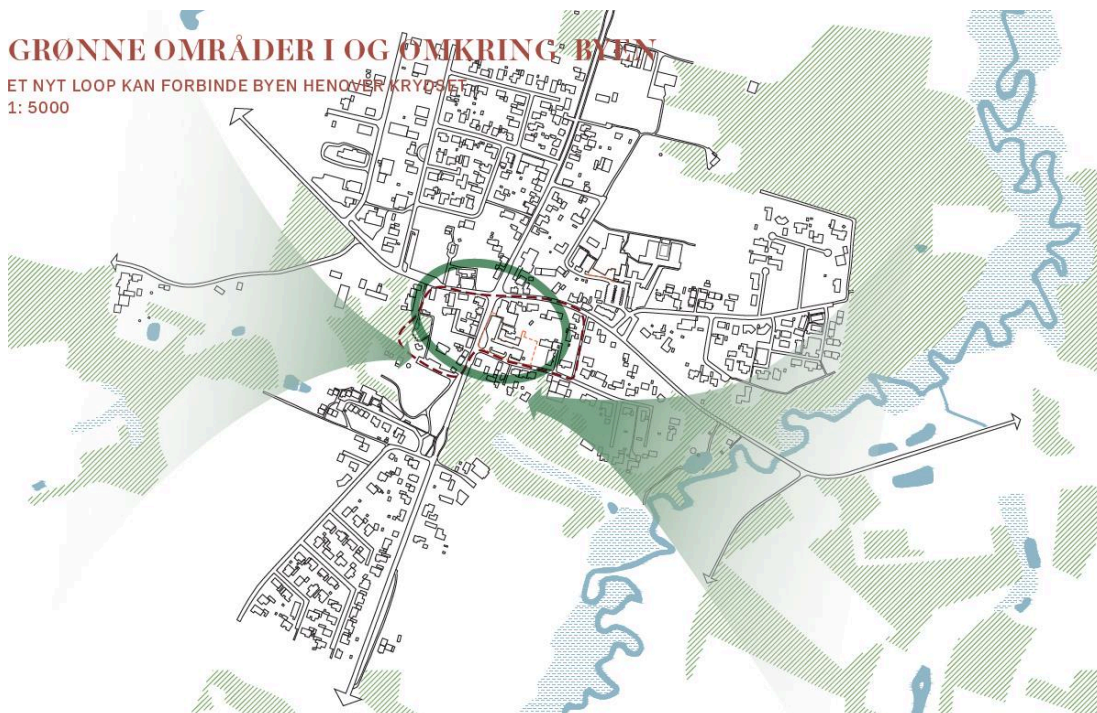 GRØNNE OMRÅDER I OG OMKRING BYEN
ET NYT LOOP KAN FORBINDE BYEN HENOVER KRYDSET
1: 5000